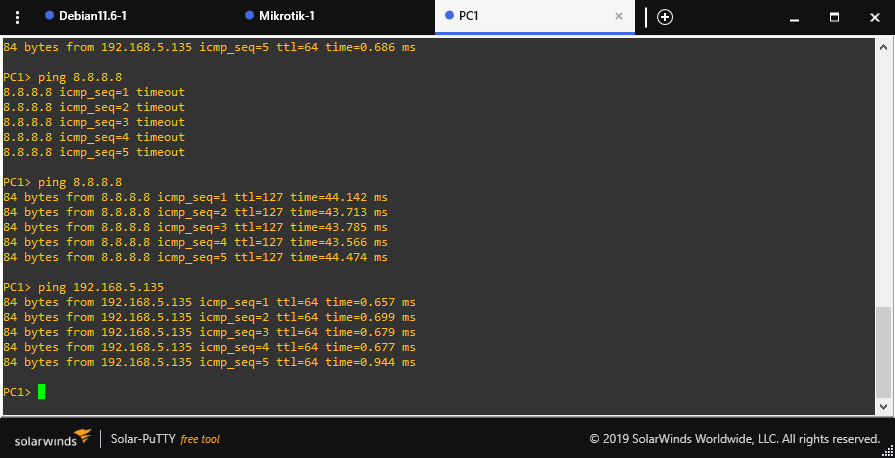 Debian11.6-1
Mikrotik-1
PC1
84 bytes from 192.168.5.135 icmp_seq=5 ttl=64 time=0.686 ms
PC1> ping 8.8.8.8
8.8.8.8 icmp_seq=1 timeout
8.8.8.8 icmp_seq=2 timeout
8.8.8.8 icmp_seq=3 timeout
8.8.8.8 icmp_seq=4 timeout
8.8.8.8 icmp_seq=5 timeout
PC1> ping 8.8.8.8
84 bytes from 8.8.8.8 icmp_seq=1 ttl=127 time=44.142 ms
84 bytes from 8.8.8.8 icmp_seq=2 ttl=127 time=43.713 ms
84 bytes from 8.8.8.8 icmp_seq=3 ttl=127 time=43.785 ms
84 bytes from 8.8.8.8 icmp_seq=4 ttl=127 time=43.566 ms
84 bytes from 8.8.8.8 icmp_seq=5 ttl=127 time=44.474 ms
PC1> ping 192.168.5.135
84 bytes from 192.168.5.135 icmp_seq=1 ttl=64 time=0.657 ms
84 bytes from 192.168.5.135 icmp_seq=2 ttl=64 time=0.699 ms
84 bytes from 192.168.5.135 icmp_seq=3 ttl=64 time=0.679 ms
84 bytes from 192.168.5.135 icmp_seq=4 ttl=64 time=0.677 ms
84 bytes from 192.168.5.135 icmp_seq=5 ttl=64 time=0.944 ms
PC1>
solarwinds | Solar-PuTTY free tool
© 2019 SolarWinds Worldwide, LLC. All rights reserved.